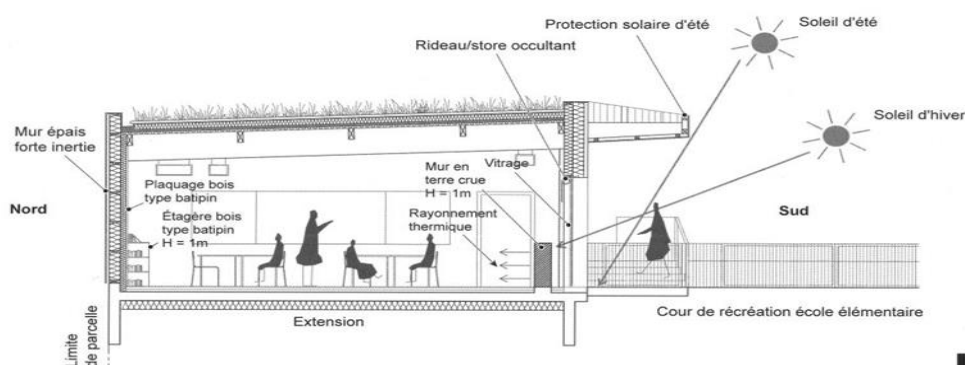 Protection solaire d'été
Soleil d'été
Rideau/store occultant
Soleil d'hiver
Mur épais
forte inertie
Mur en
terre crue
H = 1m
Vitrage
Plaquage bois
type batipin
Nord
Étagère bois
type batipin
H = 1m
Rayonnement
thermique
Sud
Extension
Cour de récréation école élémentaire
Limite
de parcelle